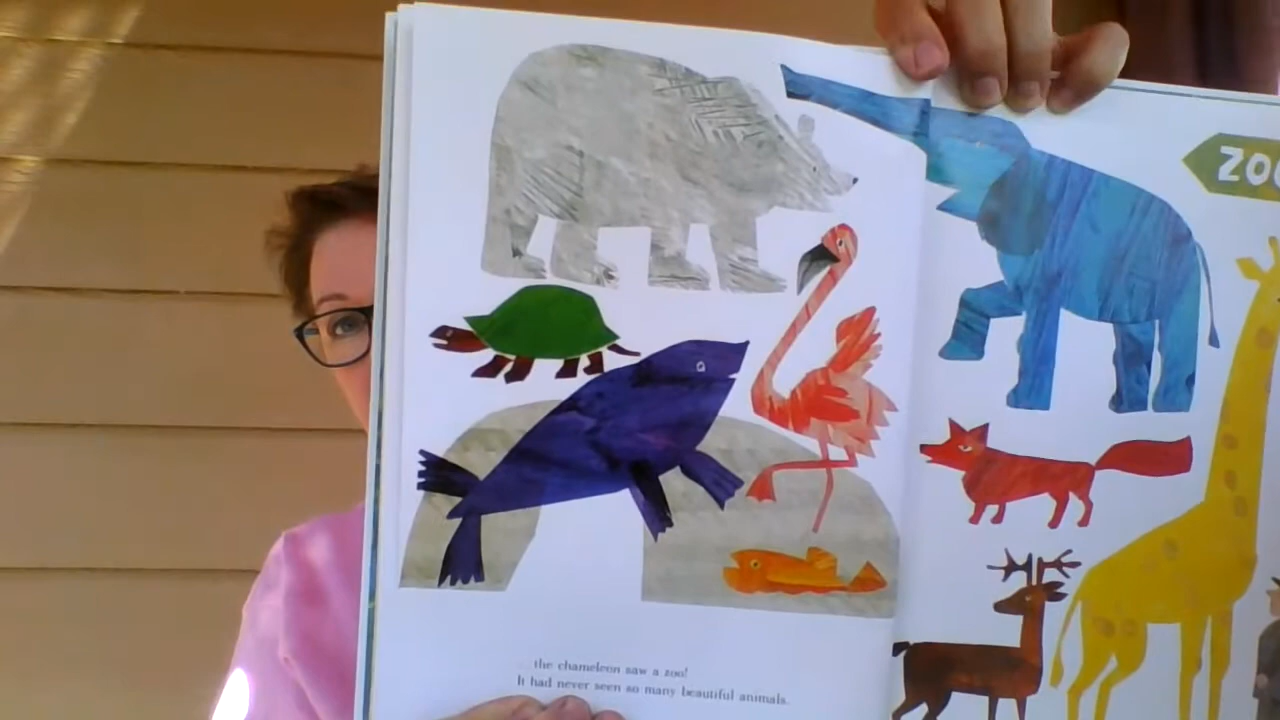 the chameleon saw a zoo!
It had never seen so many beautiful animals.
ZOO